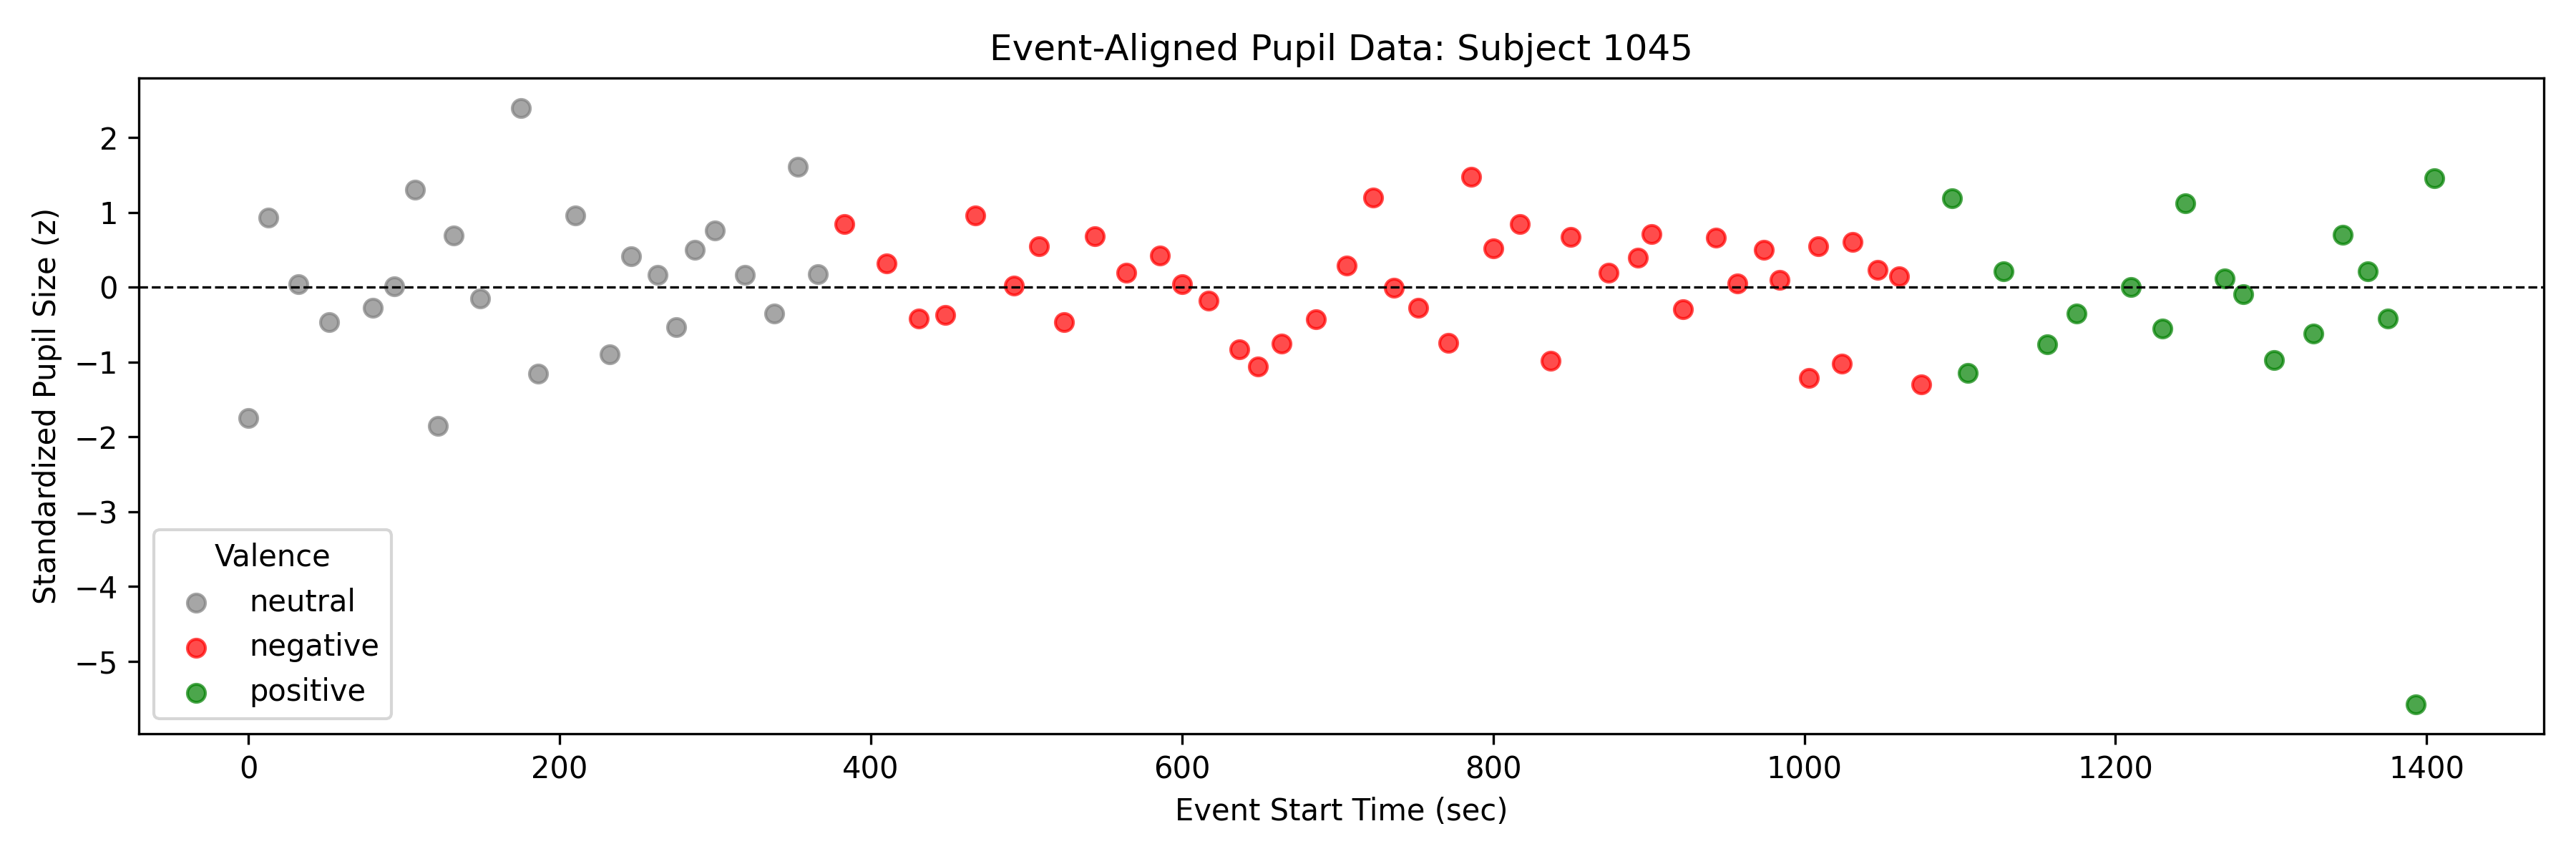 Event-Aligned Pupil Data: Subject 1045
Standardized Pupil Size (z)
2
1
0
−1
−2
−3
−4
−5
Valence
neutral
negative
positive
0 200 400 600 800 1000 1200 1400
Event Start Time (sec)